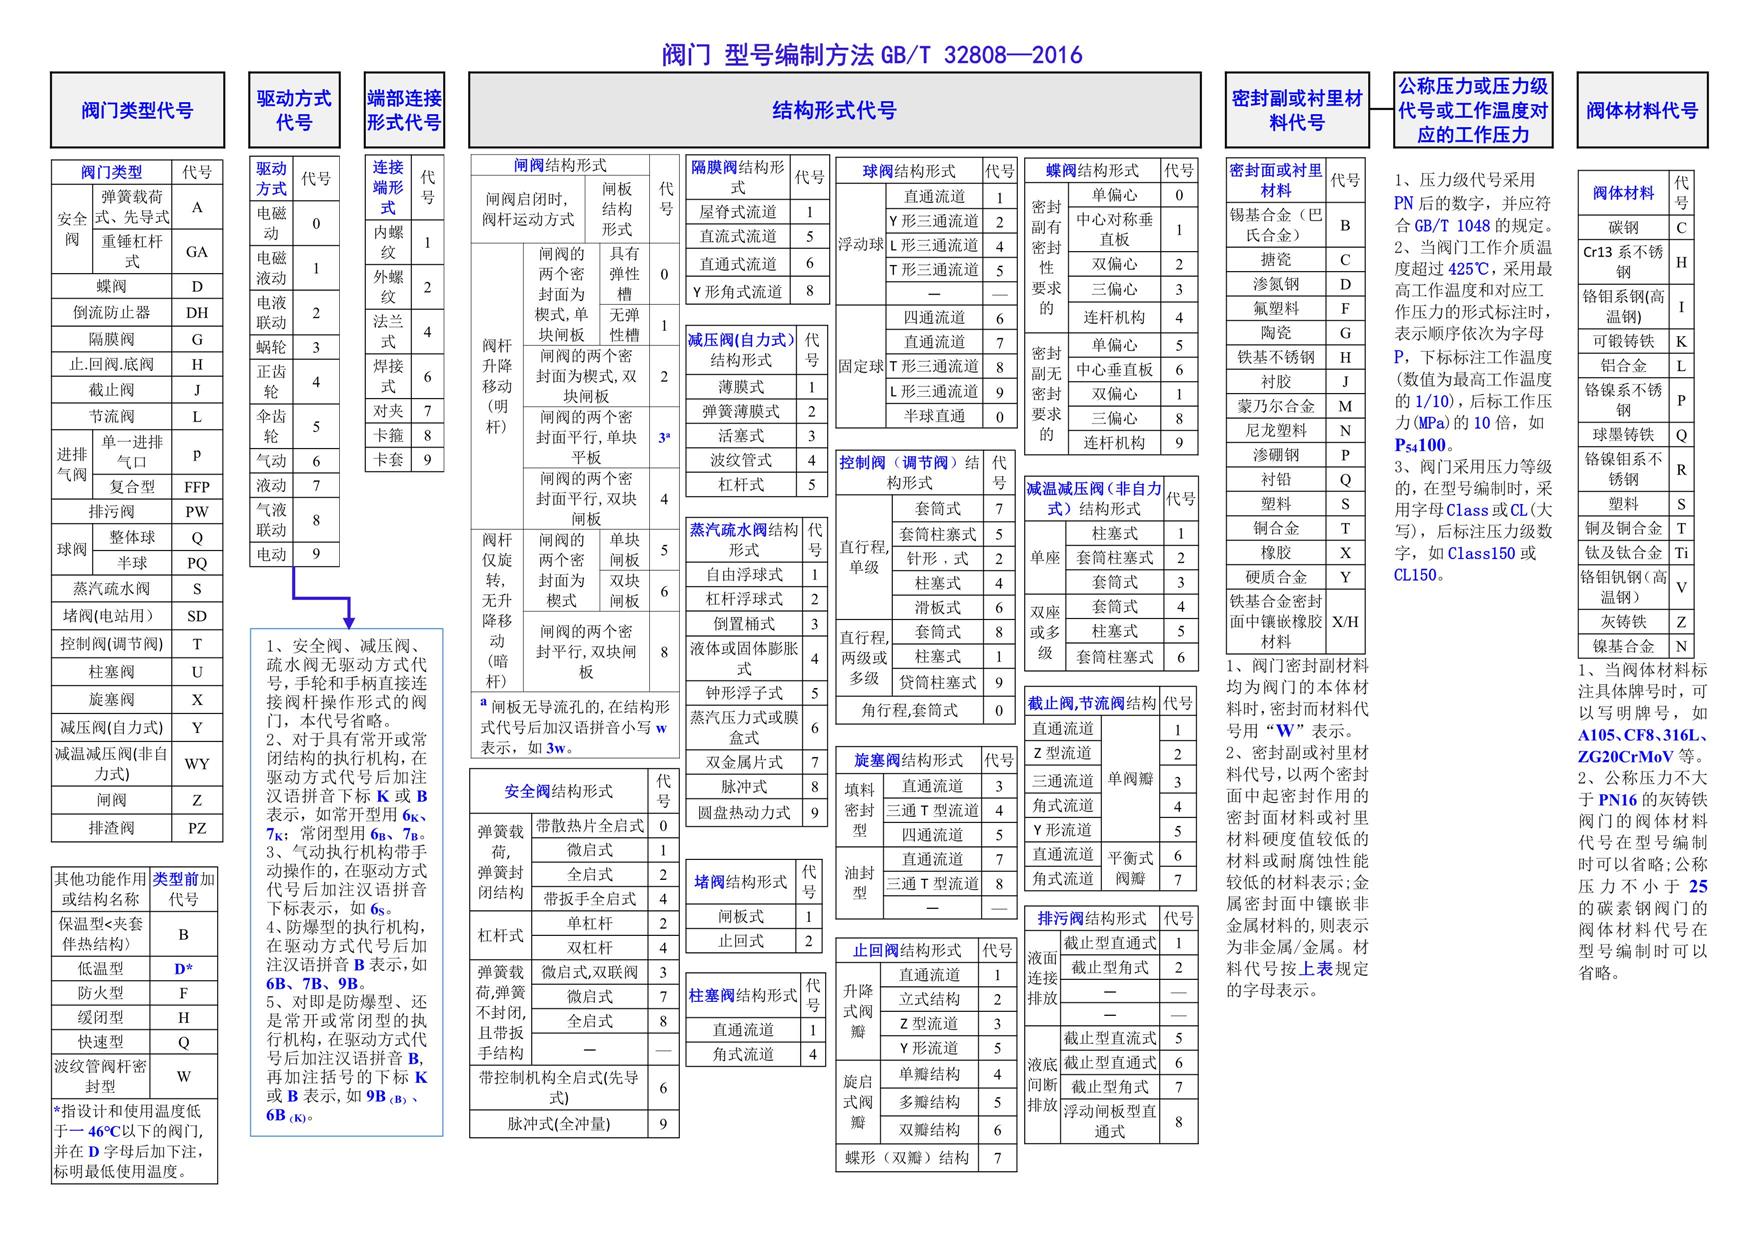 阀门 型号编制方法 GB/T 32808—2016
阀门类型代号
驱动方式
代号
端部连接
形式代号
结构形式代号
密封副或衬里材
料代号
公称压力或压力级
代号或工作温度对
应的工作压力
阀体材料代号
阀门类型 代号
安全
阀
弹簧载荷
式、先导式 A
重锤杠杆
式 GA
蝶阀 D
倒流防止器 DH
隔膜阀 G
止.回阀.底阀 H
截止阀 J
节流阀 L
进排
气阀
单一进排
气口 p
复合型 FFP
排污阀 PW
球阀
整体球 Q
半球 PQ
蒸汽疏水阀 S
堵阀(电站用） SD
控制阀(调节阀) T
柱塞阀 U
旋塞阀 X
减压阀(自力式) Y
减温减压阀(非自
力式) WY
闸阀 Z
排渣阀 PZ
其他功能作用
或结构名称
类型前加
代号
保温型<夹套
伴热结构） B
低温型 D*
防火型 F
缓闭型 H
快速型 Q
波纹管阀杆密
封型 W
*指设计和使用温度低
于一 46℃以下的阀门,
并在 D 字母后加下注，
标明最低使用温度。
驱动
方式 代号
电磁
动 0
电磁
液动 1
电液
联动 2
蜗轮 3
正齿
轮 4
伞齿
轮 5
气动 6
液动 7
气液
联动 8
电动 9
1、安全阀、减压阀、
疏水阀无驱动方式代
号，手轮和手柄直接连
接阀杆操作形式的阀
门，本代号省略。
2、对于具有常开或常
闭结构的执行机构，在
驱动方式代号后加注
汉语拼音下标 K 或 B
表示，如常开型用 6K、
7K；常闭型用 6B、7B。
3、气动执行机构带手
动操作的，在驱动方式
代号后加注汉语拼音
下标表示，如 6S。
4、防爆型的执行机构，
在驱动方式代号后加
注汉语拼音 B 表示，如
6B、7B、9B。
5、对即是防爆型、还
是常开或常闭型的执
行机构，在驱动方式代
号后加注汉语拼音 B，
再加注括号的下标 K
或 B 表示,如 9B（B）、
6B（K）。
连接
端形
式
代
号
内螺
纹 1
外螺
纹 2
法兰
式 4
焊接
式 6
对夹 7
卡箍 8
卡套 9
闸阀结构形式
代
号
闸阀启闭时,
阀杆运动方式
闸板
结构
形式
阀杆
升降
移动
（明
杆）
闸阀的
两个密
封面为
楔式,单
块闸板
具有
弹性
槽 0
无弹
性槽 1
闸阀的两个密
封面为楔式,双
块闸板 2
闸阀的两个密
封面平行,单块
平板 3a
闸阀的两个密
封面平行,双块
闸板 4
阀杆
仅旋
转,
无升
降移
动
（暗
杆）
闸阀的
两个密
封面为
楔式
单块
闸板 5
双块
闸板 6
闸阀的两个密
封平行,双块闸
板 8
a 闸板无导流孔的,在结构形
式代号后加汉语拼音小写 w
表示，如 3w。
安全阀结构形式
代
号
弹簧载
荷,
弹簧封
闭结构
带散热片全启式 0
微启式 1
全启式 2
带扳手全启式 4
杠杆式
单杠杆 2
双杠杆 4
弹簧载
荷,弹簧
不封闭,
且带扳
手结构
微启式,双联阀 3
微启式 7
全启式 8
— —
带控制机构全启式(先导
式) 6
脉冲式(全冲量) 9
隔膜阀结构形
式 代号
屋脊式流道 1
直流式流道 5
直通式流道 6
Y 形角式流道 8
减压阀(自力式)
结构形式
代
号
薄膜式 1
弹簧薄膜式 2
活塞式 3
波纹管式 4
杠杆式 5
蒸汽疏水阀结构
形式
代
号
自由浮球式 1
杠杆浮球式 2
倒置桶式 3
液体或固体膨胀
式 4
钟形浮子式 5
蒸汽压力式或膜
盒式 6
双金属片式 7
脉冲式 8
圆盘热动力式 9
堵阀结构形式
代
号
闸板式 1
止回式 2
柱塞阀结构形式
代
号
直通流道 1
角式流道 4
球阀结构形式 代号
浮动球
直通流道 1
Y 形三通流道 2
L 形三通流道 4
T 形三通流道 5
— —
固定球
四通流道 6
直通流道 7
T 形三通流道 8
L 形三通流道 9
半球直通 0
控制阀（调节阀）结
构形式
代
号
直行程,
单级
套筒式 7
套筒柱塞式 5
针形﹒式 2
柱塞式 4
滑板式 6
直行程,
两级或
多级
套筒式 8
柱塞式 1
贷筒柱塞式 9
角行程,套筒式 0
旋塞阀结构形式 代号
填料
密封
型
直通流道 3
三通 T 型流道 4
四通流道 5
油封
型
直通流道 7
三通 T 型流道 8
— —
止回阀结构形式 代号
升降
式阀
瓣
直通流道 1
立式结构 2
Z 型流道 3
Y 形流道 5
旋启
式阀
瓣
单瓣结构 4
多瓣结构 5
双瓣结构 6
蝶形（双瓣）结构 7
蝶阀结构形式 代号
密封
副有
密封
性
要求
的
单偏心 0
中心对称垂
直板 1
双偏心 2
三偏心 3
连杆机构 4
密封
副无
密封
要求
的
单偏心 5
中心垂直板 6
双偏心 1
三偏心 8
连杆机构 9
减温减压阀（非自力
式）结构形式 代号
单座
柱塞式 1
套筒柱塞式 2
套筒式 3
双座
或多
级
套筒式 4
柱塞式 5
套筒柱塞式 6
截止阀,节流阀结构 代号
直通流道 1
Z 型流道 2
三通流道 单阀瓣 3
角式流道 4
Y 形流道 5
直通流道 6
平衡式
阀瓣
角式流道 7
排污阀结构形式 代号
液面
连接
排放
截止型直通式 1
截止型角式 2
— —
— —
液底
间断
排放
截止型直流式 5
截止型直通式 6
截止型角式 7
浮动闸板型直
通式 8
密封面或衬里
材料 代号
锡基合金（巴
氏合金） B
搪瓷 C
渗氮钢 D
氟塑料 F
陶瓷 G
铁基不锈钢 H
衬胶 J
蒙乃尔合金 M
尼龙塑料 N
渗硼钢 P
衬铅 Q
塑料 S
铜合金 T
橡胶 X
硬质合金 Y
铁基合金密封
面中镶嵌橡胶
材料 X/H
1、阀门密封副材料
均为阀门的本体材
料时,密封而材料代
号用“W”表示。
2、密封副或衬里材
料代号,以两个密封
面中起密封作用的
密封面材料或衬里
材料硬度值较低的
材料或耐腐蚀性能
较低的材料表示;金
属密封面中镶嵌非
金属材料的,则表示
为非金属/金属。材
料代号按上表规定
的字母表示。
1、压力级代号采用
PN 后的数字，并应符
合 GB/T 1048 的规定。
2、当阀门工作介质温
度超过 425℃，采用最
高工作温度和对应工
作压力的形式标注时，
表示顺序依次为字母
P，下标标注工作温度
(数值为最高工作温度
的 1/10)，后标工作压
力(MPa)的 10 倍，如
P54100。
3、阀门采用压力等级
的，在型号编制时，采
用字母 Class 或 CL(大
写)，后标注压力级数
字，如 Class150 或
CL150。
阀体材料
代
号
碳钢 C
Cr13 系不锈
钢 H
铬钼系钢(高
温钢) I
可锻铸铁 K
铝合金 L
铬镍系不锈
钢 P
球墨铸铁 Q
铬镍钼系不
锈钢 R
塑料 S
铜及铜合金 T
钛及钛合金 Ti
铬钼钒钢（高
温钢） V
灰铸铁 Z
镍基合金 N
1、当阀体材料标
注具体牌号时，可
以写明牌号，如
A105、CF8、316L、
ZG20CrMoV 等。
2、公称压力不大
于 PN16 的灰铸铁
阀门的阀体材料
代号在型号编制
时可以省略;公称
压力不小于 25
的碳素钢阀门的
阀体材料代号在
型号编制时可以
省略。